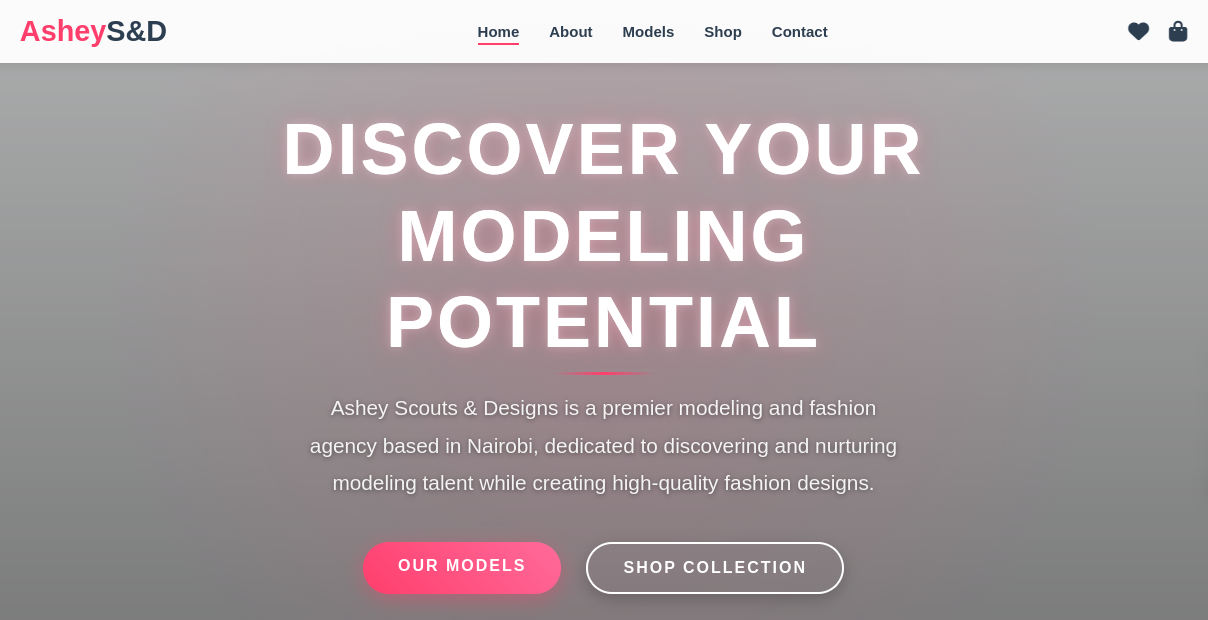 AsheyS&D
Home About Models Shop Contact
DISCOVER YOUR
MODELING
POTENTIAL
Ashey Scouts & Designs is a premier modeling and fashion
agency based in Nairobi, dedicated to discovering and nurturing
modeling talent while creating high-quality fashion designs.
OUR MODELS SHOP COLLECTION